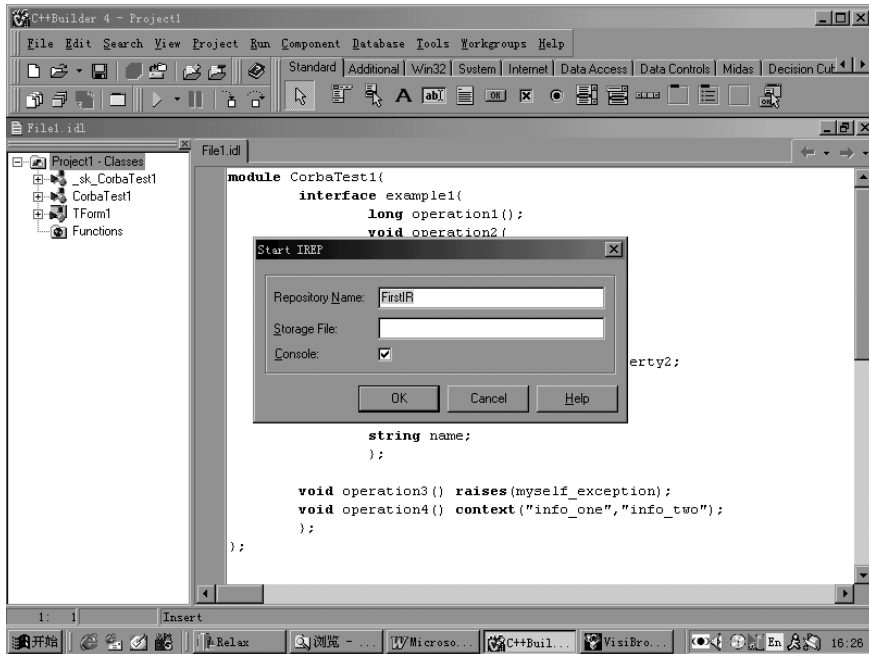 C++Builder 4 - Project1
File Edit Search View Project Run Component Database Tools Workgroups Help
Standard Additional Win32 System Internet Data Access Data Controls Midas Decision Cub
File1.idl
Project1 - Classes
_sk_CorbaTest1
CorbaTest1
TForm1
Functions
File1.idl
module CorbaTest1{
interface example1{
long operation1();
void operation2(
Start IREP
Repository Name: FirstIR
Storage File:
Console:
OK Cancel Help
erty2;
string name;
};
void operation3() raises(myself_exception);
void operation4() context("info_one","info_two");
};
};
1: 1 Insert
开始 Relax 浏览 - ... Microso... C++Buil... VisiBro... En 16:26